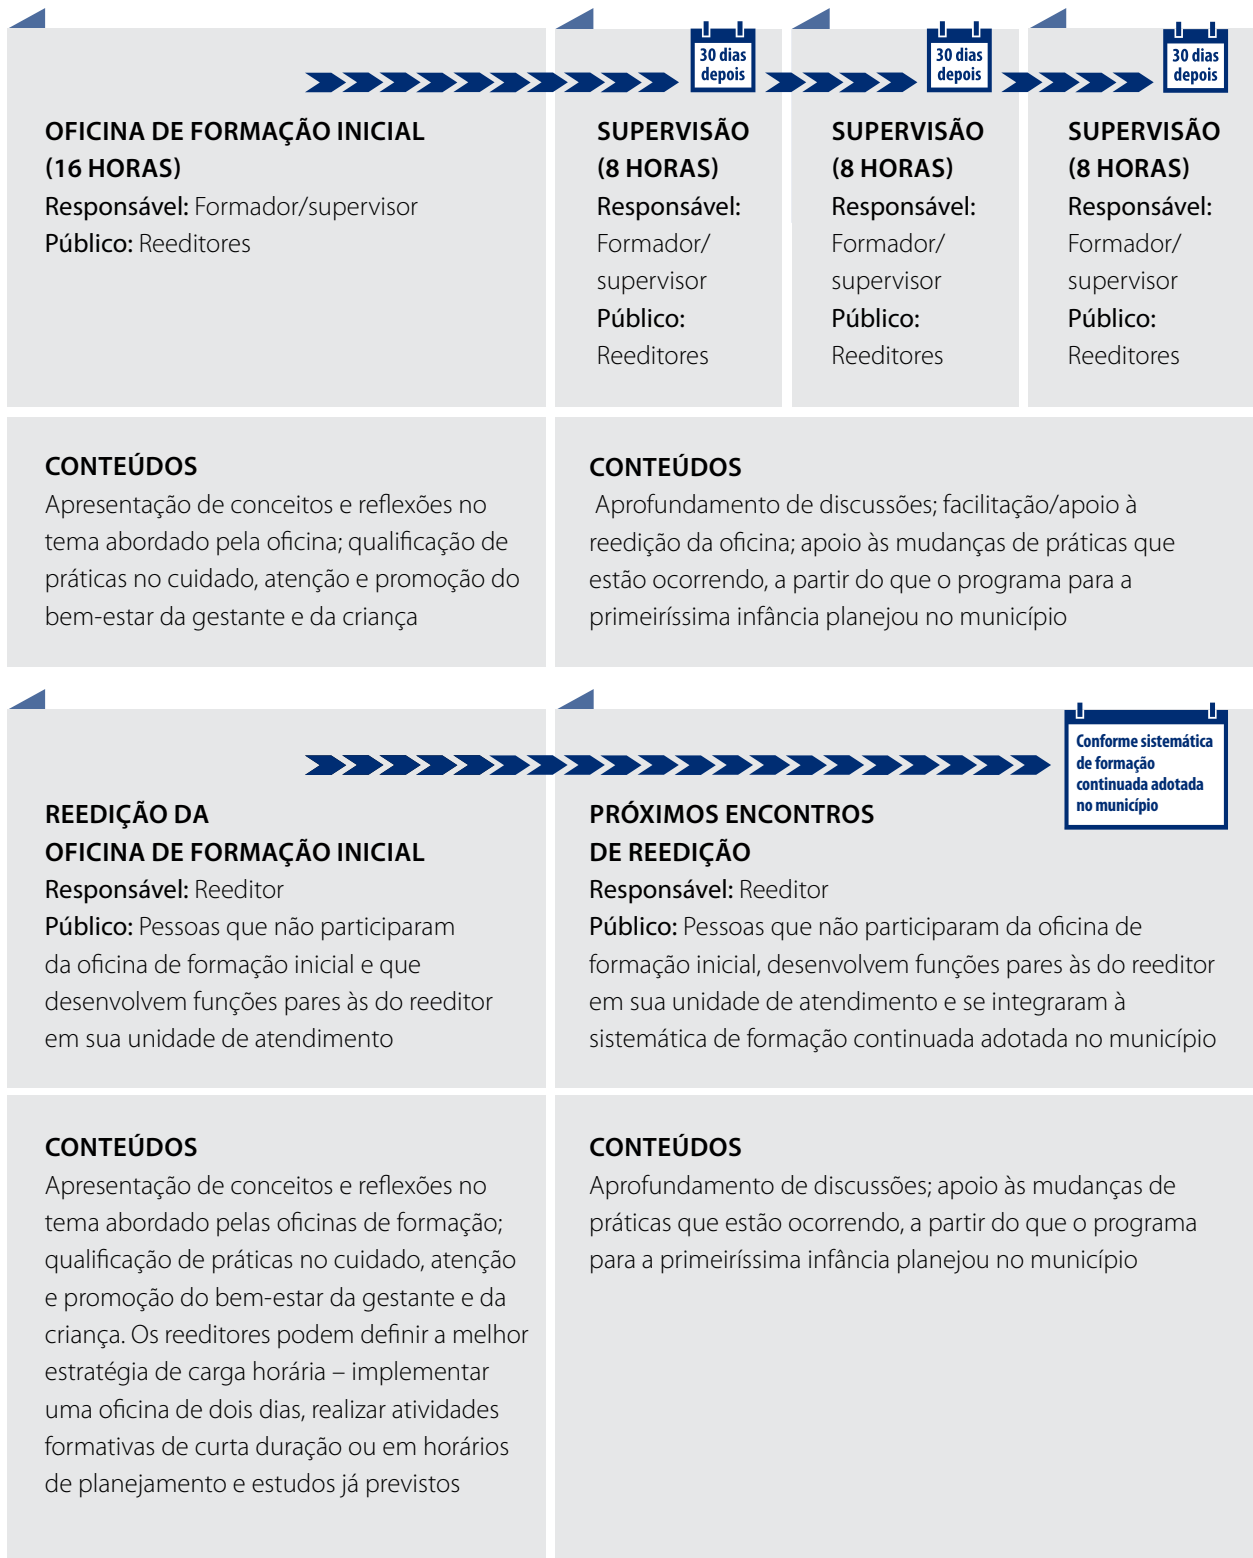 OFICINA DE FORMAÇÃO INICIAL
(16 HORAS)
Responsável: Formador/supervisor
Público: Reeditores
30 dias
depois
SUPERVISÃO
(8 HORAS)
Responsável:
Formador/
supervisor
Público:
Reeditores
30 dias
depois
SUPERVISÃO
(8 HORAS)
Responsável:
Formador/
supervisor
Público:
Reeditores
30 dias
depois
SUPERVISÃO
(8 HORAS)
Responsável:
Formador/
supervisor
Público:
Reeditores
CONTEÚDOS
Apresentação de conceitos e reflexões no
tema abordado pela oficina; qualificação de
práticas no cuidado, atenção e promoção do
bem-estar da gestante e da criança
CONTEÚDOS
Aprofundamento de discussões; facilitação/apoio à
reedição da oficina; apoio às mudanças de práticas que
estão ocorrendo, a partir do que o programa para a
primeiríssima infância planejou no município
REEDIÇÃO DA
OFICINA DE FORMAÇÃO INICIAL
Responsável: Reeditor
Público: Pessoas que não participaram
da oficina de formação inicial e que
desenvolvem funções pares às do reeditor
em sua unidade de atendimento
Conforme sistemática
de formação
continuada adotada
no município
PRÓXIMOS ENCONTROS
DE REEDIÇÃO
Responsável: Reeditor
Público: Pessoas que não participaram da oficina de
formação inicial, desenvolvem funções pares às do reeditor
em sua unidade de atendimento e se integraram à
sistemática de formação continuada adotada no município
CONTEÚDOS
Apresentação de conceitos e reflexões no
tema abordado pelas oficinas de formação;
qualificação de práticas no cuidado, atenção
e promoção do bem-estar da gestante e da
criança. Os reeditores podem definir a melhor
estratégia de carga horária – implementar
uma oficina de dois dias, realizar atividades
formativas de curta duração ou em horários
de planejamento e estudos já previstos
CONTEÚDOS
Aprofundamento de discussões; apoio às mudanças de
práticas que estão ocorrendo, a partir do que o programa
para a primeiríssima infância planejou no município